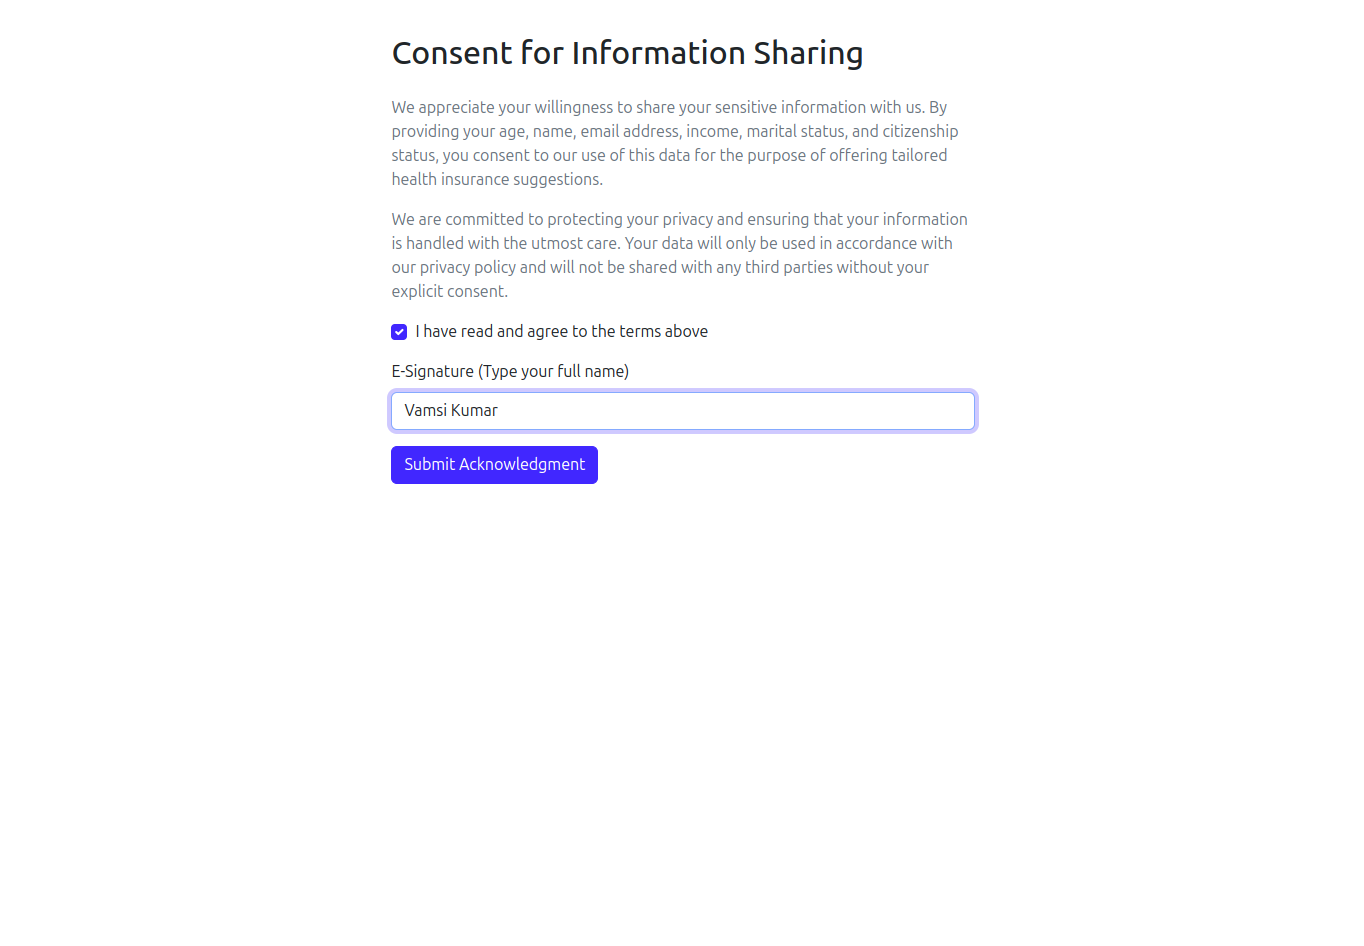 Consent for Information Sharing
We appreciate your willingness to share your sensitive information with us. By
providing your age, name, email address, income, marital status, and citizenship
status, you consent to our use of this data for the purpose of offering tailored
health insurance suggestions.
We are committed to protecting your privacy and ensuring that your information
is handled with the utmost care. Your data will only be used in accordance with
our privacy policy and will not be shared with any third parties without your
explicit consent.
I have read and agree to the terms above
E-Signature (Type your full name)
Vamsi Kumar
Submit Acknowledgment